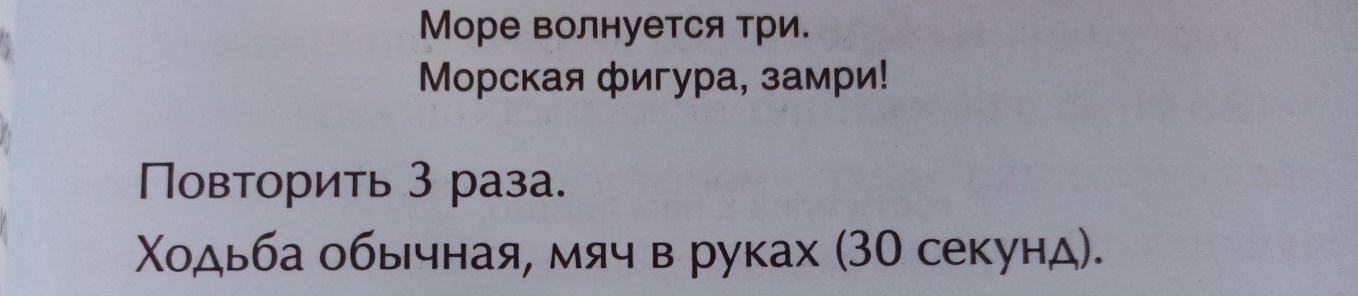 Море волнуется три.
Морская фигура, замри!
Повторить 3 раза.
Ходьба обычная, мяч в руках (30 секунд).